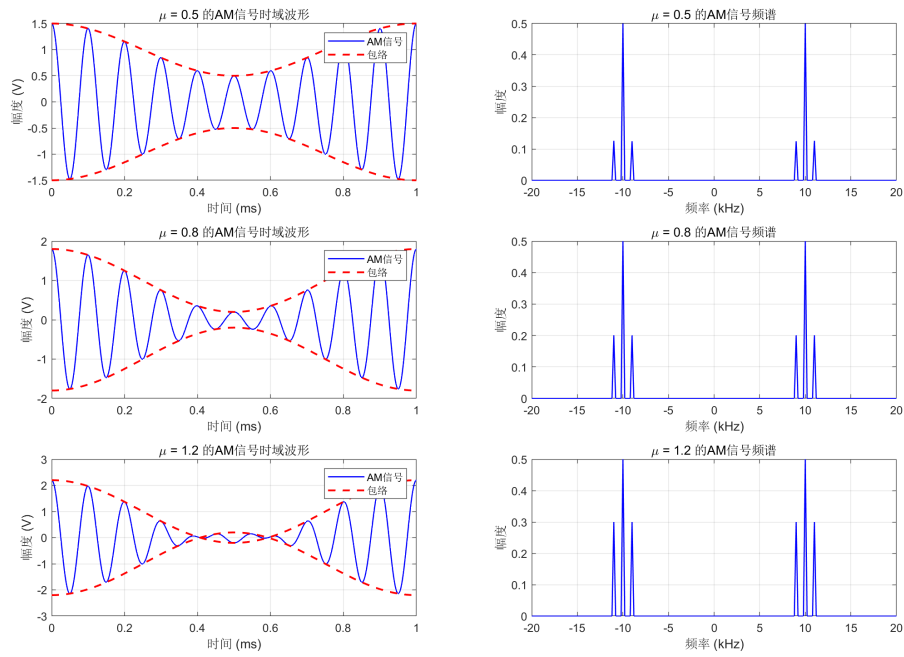 μ = 0.5 的AM信号时域波形
1.5
1
0.5
0
-0.5
-1
-1.5
幅度 (V)
AM信号
包络
0 0.2 0.4 0.6 0.8 1
时间 (ms)
μ = 0.5 的AM信号频谱
0.5
0.4
0.3
0.2
0.1
0
幅度
-20 -15 -10 -5 0 5 10 15 20
频率 (kHz)
μ = 0.8 的AM信号时域波形
2
1
0
-1
-2
幅度 (V)
AM信号
包络
0 0.2 0.4 0.6 0.8 1
时间 (ms)
μ = 0.8 的AM信号频谱
0.5
0.4
0.3
0.2
0.1
0
幅度
-20 -15 -10 -5 0 5 10 15 20
频率 (kHz)
μ = 1.2 的AM信号时域波形
3
2
1
0
-1
-2
-3
幅度 (V)
AM信号
包络
0 0.2 0.4 0.6 0.8 1
时间 (ms)
μ = 1.2 的AM信号频谱
0.5
0.4
0.3
0.2
0.1
0
幅度
-20 -15 -10 -5 0 5 10 15 20
频率 (kHz)